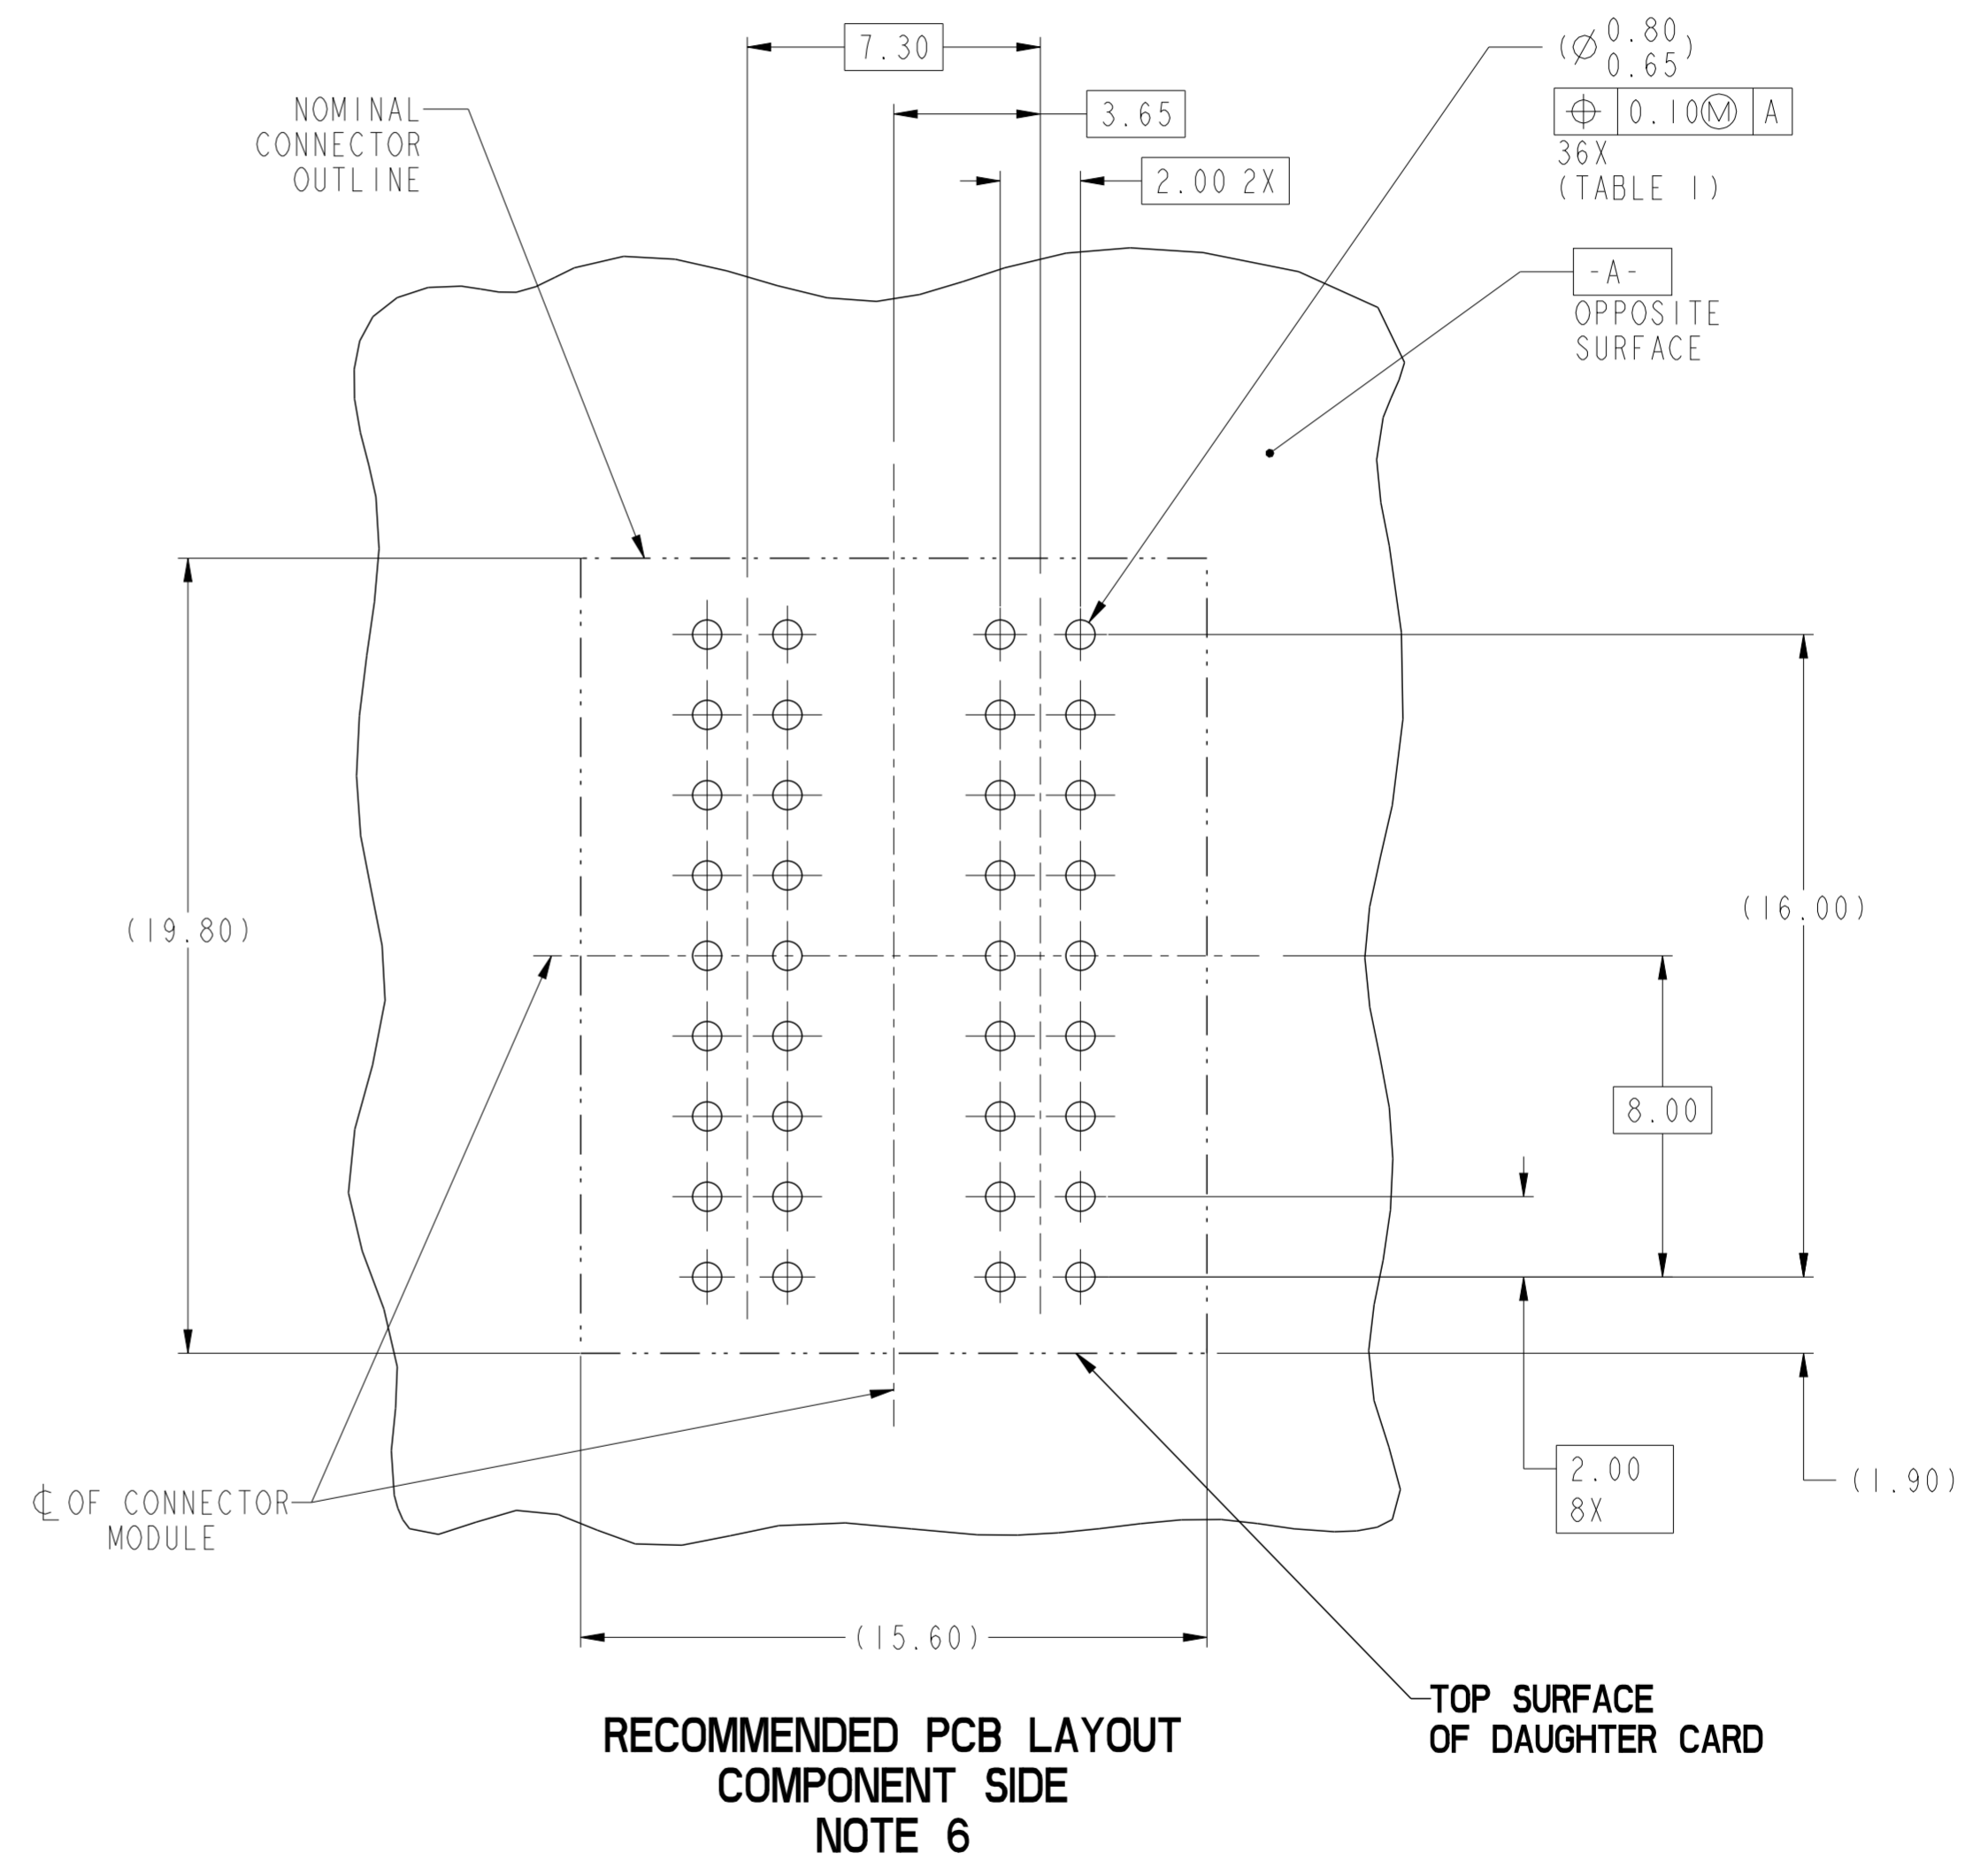 7.30
3.65
2.00 2X
(⌀ 0.80
0.65)
⌖ 0.10Ⓜ A
36X
(TABLE 1)
NOMINAL
CONNECTOR
OUTLINE
-A-
OPPOSITE
SURFACE
(19.80)
(16.00)
8.00
2.00
8X
(1.90)
℄ OF CONNECTOR
MODULE
(15.60)
TOP SURFACE
OF DAUGHTER CARD
RECOMMENDED PCB LAYOUT
COMPONENT SIDE
NOTE 6